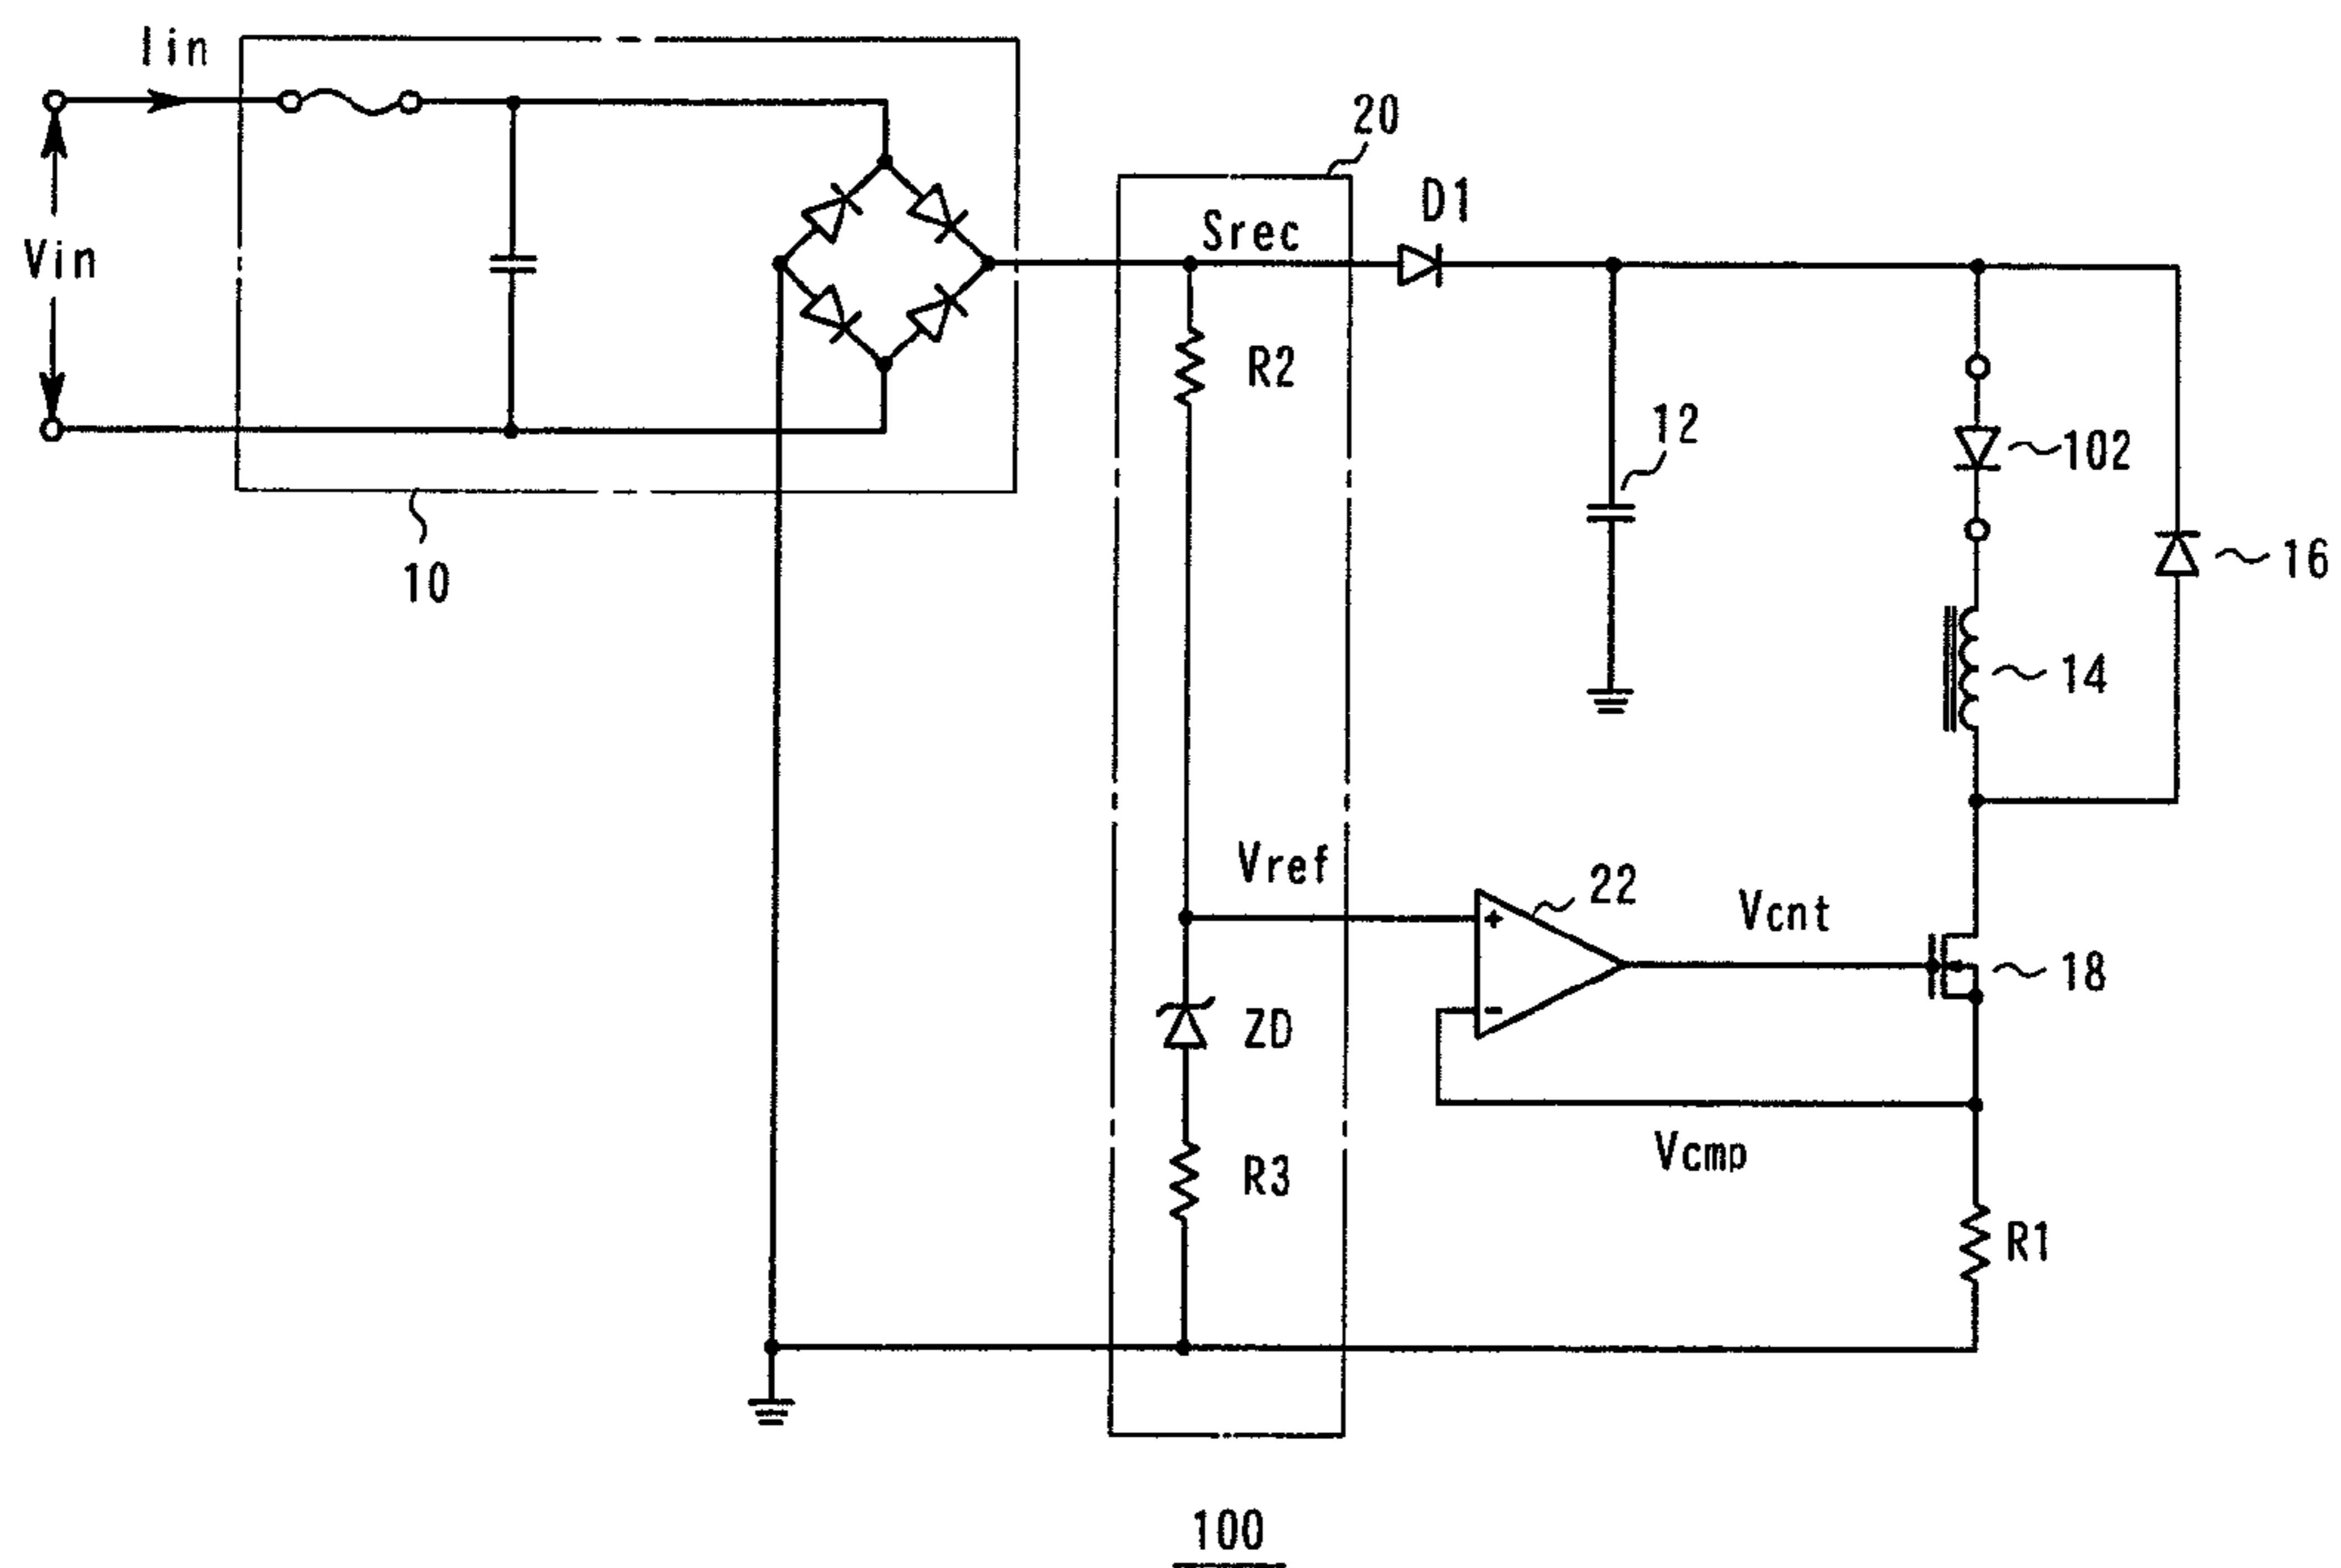 Iin
20
D1
Srec
Vin
R2
12
102
16
10
14
Vref
22
Vcnt
+
18
-
ZD
Vcmp
R3
R1
100